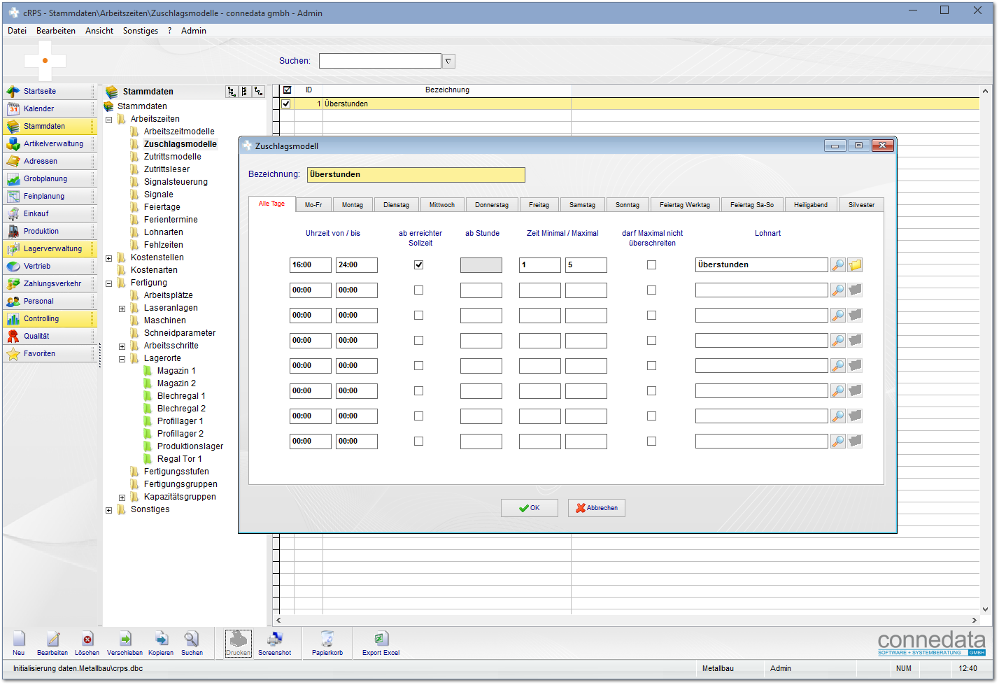 cRPS - Stammdaten\Arbeitszeiten\Zuschlagsmodelle - connedata gmbh - Admin
Datei Bearbeiten Ansicht Sonstiges ? Admin
Suchen:
Startseite
Kalender
Stammdaten
Artikelverwaltung
Adressen
Grobplanung
Feinplanung
Einkauf
Produktion
Lagerverwaltung
Vertrieb
Zahlungsverkehr
Personal
Controlling
Qualität
Favoriten
Stammdaten
Stammdaten
Arbeitszeiten
Arbeitszeitmodelle
Zuschlagsmodelle
Zutrittsmodelle
Zutrittsleser
Signalsteuerung
Signale
Feiertage
Ferientermine
Lohnarten
Fehlzeiten
Kostenstellen
Kostenarten
Fertigung
Arbeitsplätze
Laseranlagen
Maschinen
Schneidparameter
Arbeitsschritte
Lagerorte
Magazin 1
Magazin 2
Blechregal 1
Blechregal 2
Profillager 1
Profillager 2
Produktionslager
Regal Tor 1
Fertigungsstufen
Fertigungsgruppen
Kapazitätsgruppen
Sonstiges
ID Bezeichnung
1 Überstunden
Zuschlagsmodell
Bezeichnung: Überstunden
Alle Tage Mo-Fr Montag Dienstag Mittwoch Donnerstag Freitag Samstag Sonntag Feiertag Werktag Feiertag Sa-So Heiligabend Silvester
Uhrzeit von / bis ab erreichter ab Stunde Zeit Minimal / Maximal darf Maximal nicht Lohnart
Sollzeit überschreiten
16:00 24:00 1 5 Überstunden
00:00 00:00
00:00 00:00
00:00 00:00
00:00 00:00
00:00 00:00
00:00 00:00
00:00 00:00
OK Abbrechen
Neu Bearbeiten Löschen Verschieben Kopieren Suchen Drucken Screenshot Papierkorb Export Excel
connedata
SOFTWARE + SYSTEMBERATUNG GMBH
Initialisierung daten.Metallbau\crps.dbc Metallbau Admin NUM 12:40